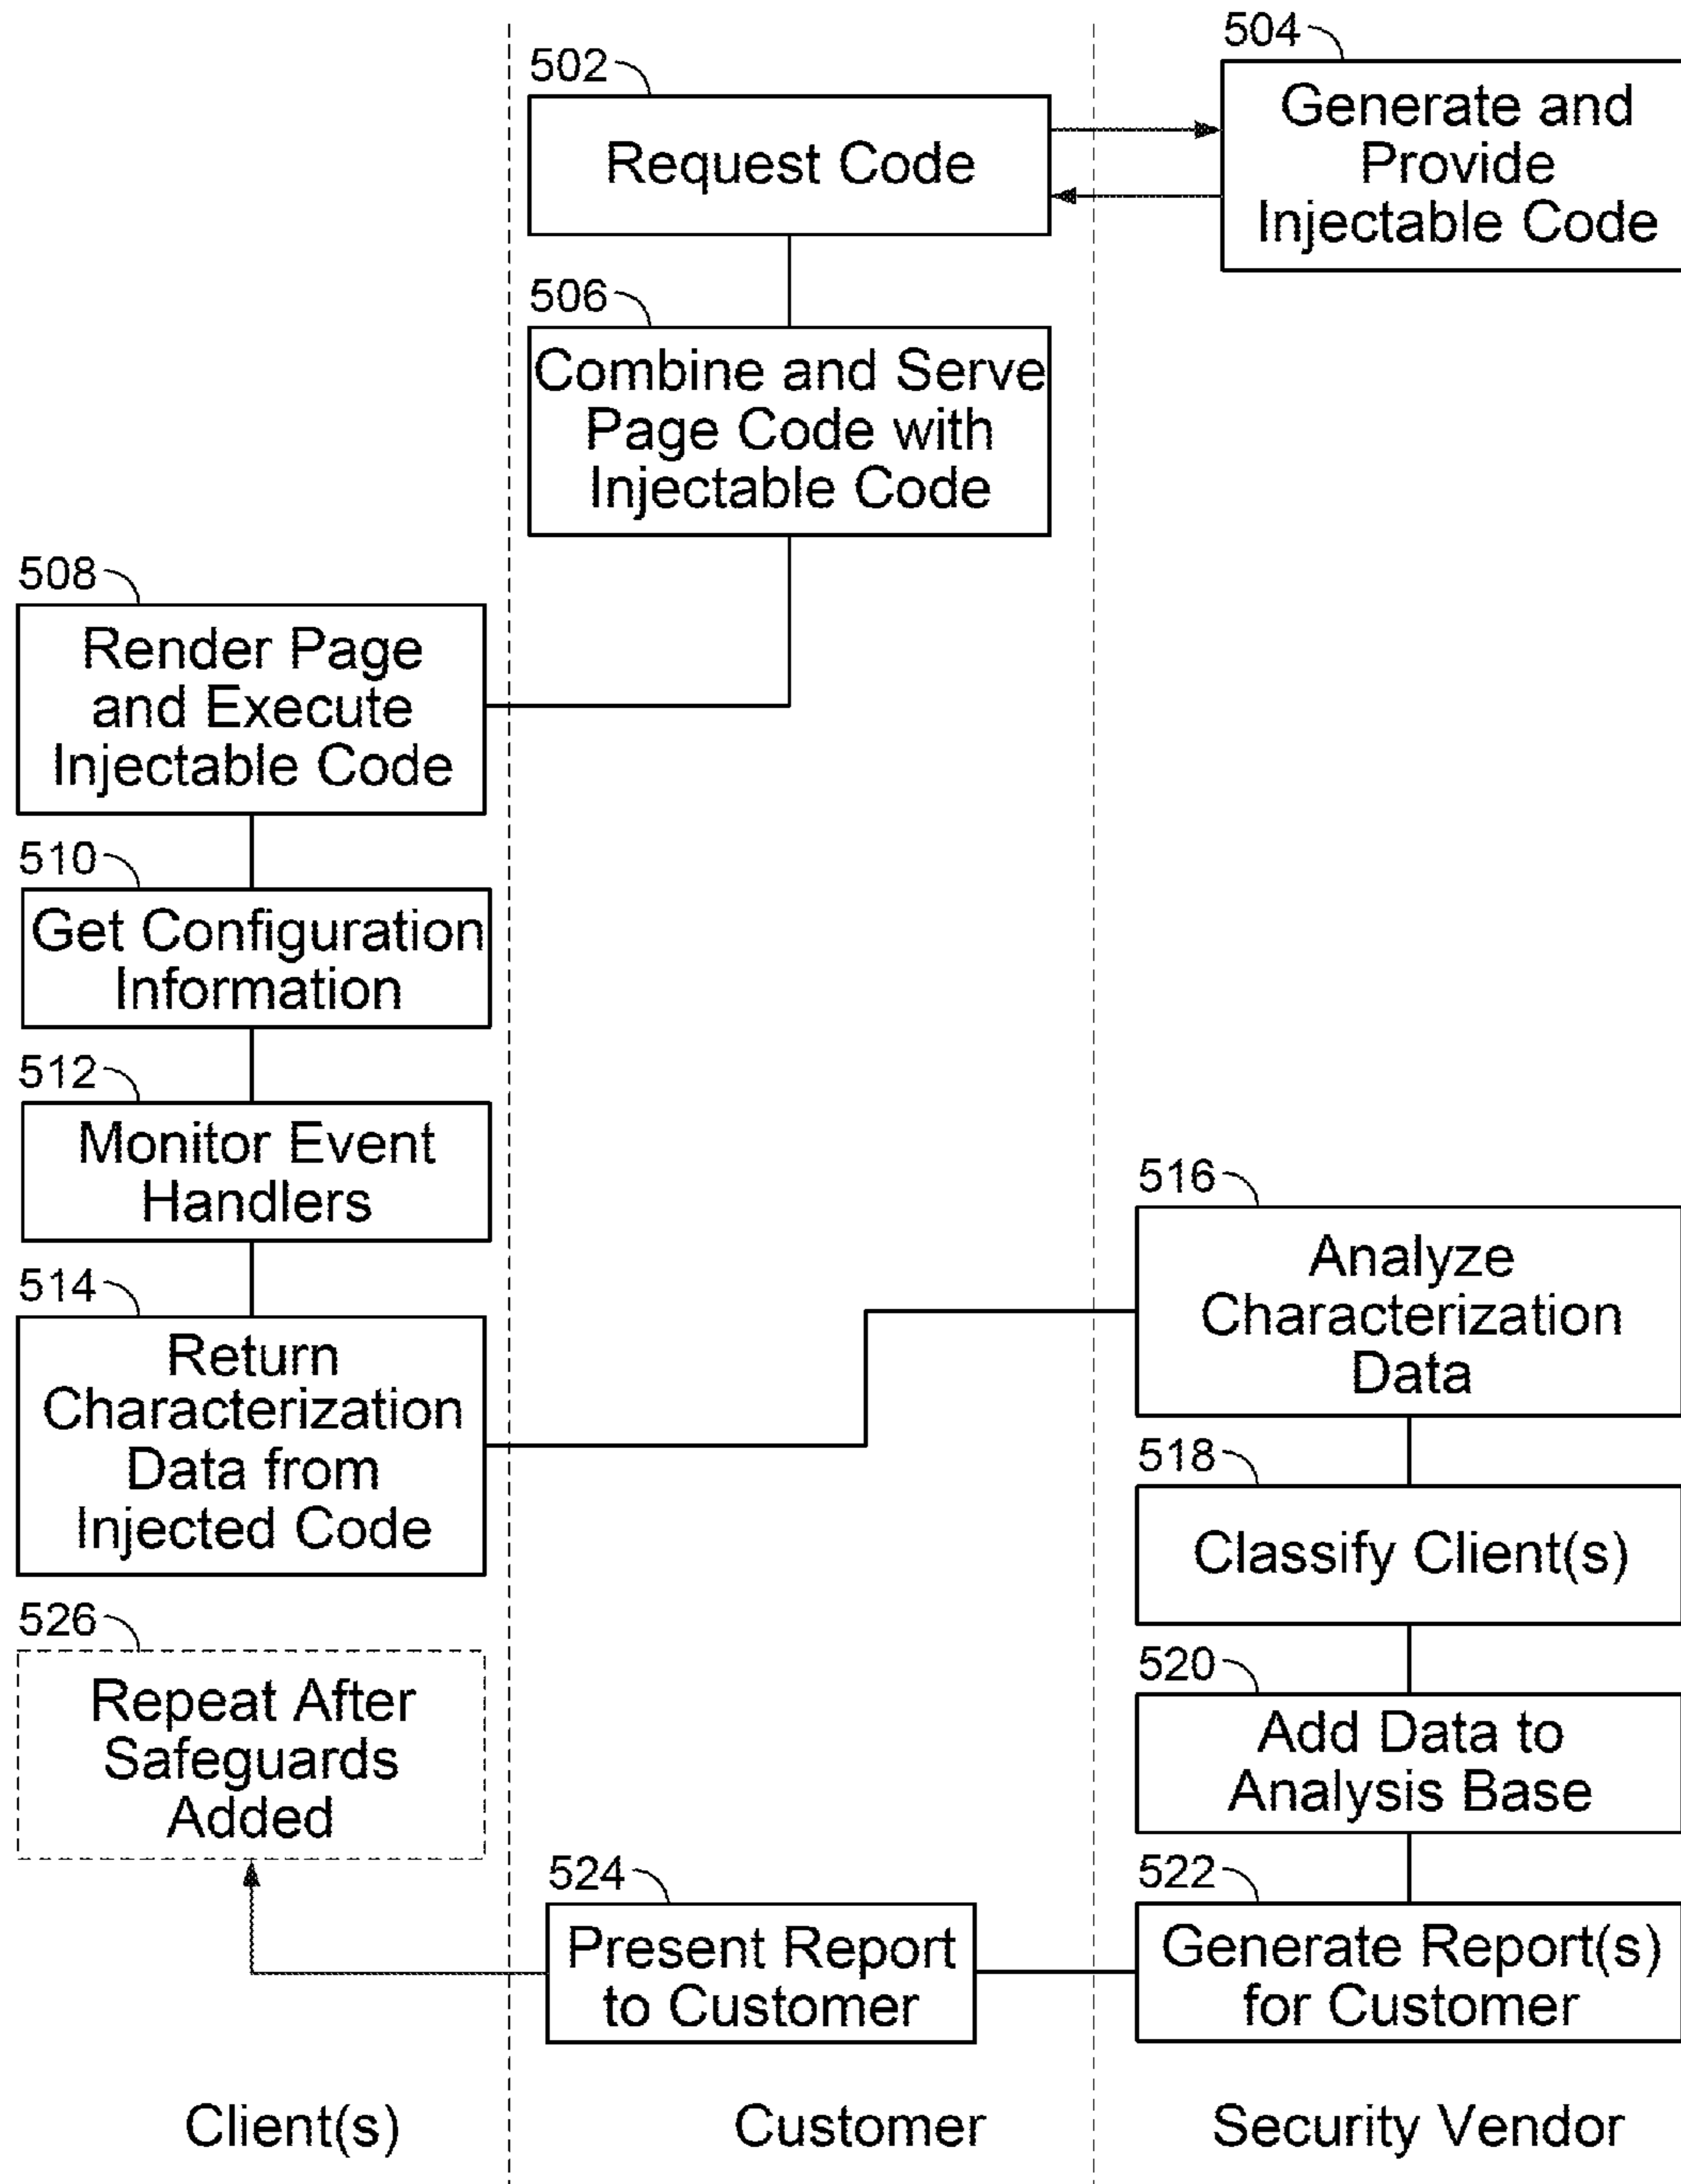 502
Request Code
504
Generate and
Provide
Injectable Code
506
Combine and Serve
Page Code with
Injectable Code
508
Render Page
and Execute
Injectable Code
510
Get Configuration
Information
512
Monitor Event
Handlers
514
Return
Characterization
Data from
Injected Code
516
Analyze
Characterization
Data
518
Classify Client(s)
520
Add Data to
Analysis Base
522
Generate Report(s)
for Customer
524
Present Report
to Customer
526
Repeat After
Safeguards
Added
Client(s)
Customer
Security Vendor